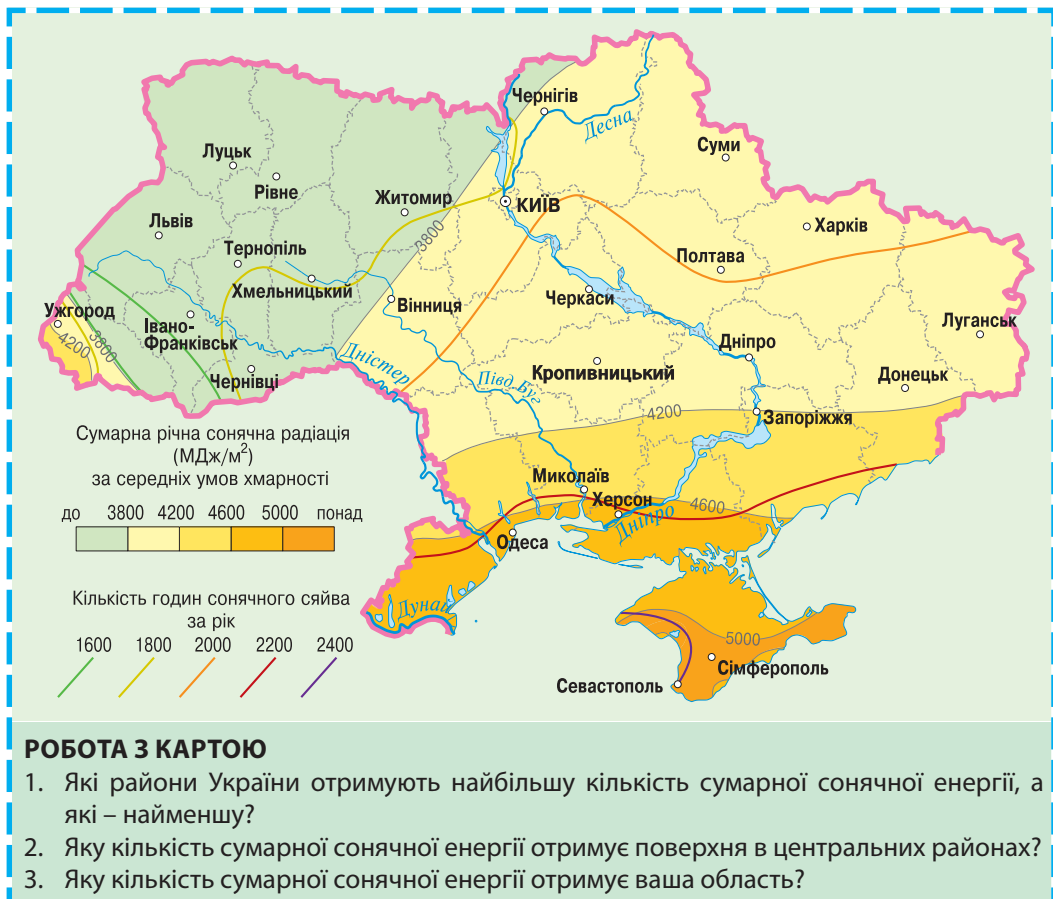 Чернігів
Десна
Суми
Луцьк
Рівне
Житомир
КИЇВ
Львів
Харків
Тернопіль
3800
Полтава
Хмельницький
Черкаси
Вінниця
Ужгород
Івано-
Франківськ
4200
3800
Луганськ
Дніпро
Дністер
Чернівці
Півд Буг
Кропивницький
Донецьк
4200
Запоріжжя
Сумарна річна сонячна радіація
(МДж/м²)
за середніх умов хмарності
до 3800 4200 4600 5000 понад
Миколаїв
Херсон
4600
Дніпро
Одеса
Кількість годин сонячного сяйва
за рік
1600 1800 2000 2200 2400
Дунай
5000
Сімферополь
Севастополь
РОБОТА З КАРТОЮ
1. Які райони України отримують найбільшу кількість сумарної сонячної енергії, а
які – найменшу?
2. Яку кількість сумарної сонячної енергії отримує поверхня в центральних районах?
3. Яку кількість сумарної сонячної енергії отримує ваша область?